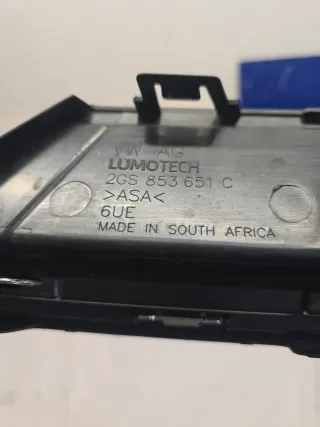 VW AG
LUMOTECH
2GS 853 651 C
>ASA<
6UE
MADE IN SOUTH AFRICA